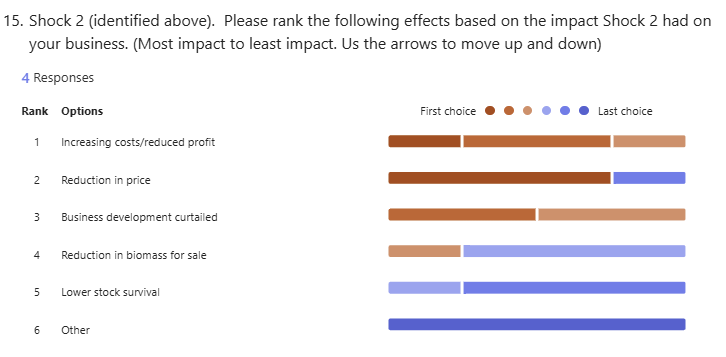 15. Shock 2 (identified above).  Please rank the following effects based on the impact Shock 2 had on
your business. (Most impact to least impact. Us the arrows to move up and down)
4 Responses
Rank Options First choice Last choice
1 Increasing costs/reduced profit
2 Reduction in price
3 Business development curtailed
4 Reduction in biomass for sale
5 Lower stock survival
6 Other